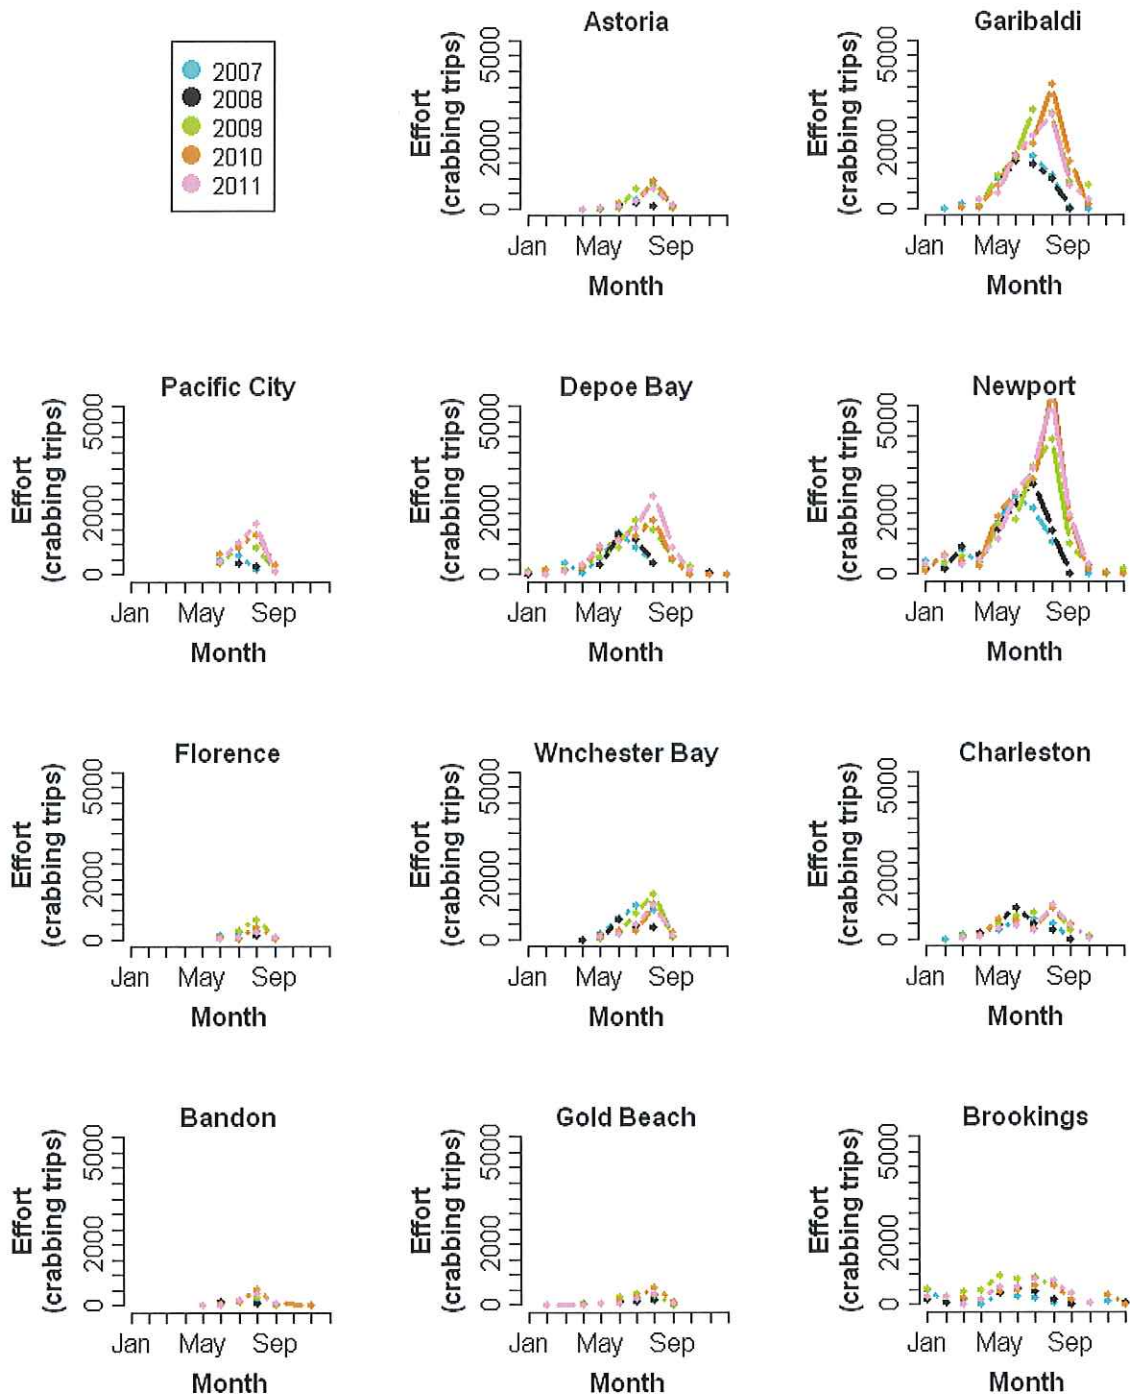 2007
2008
2009
2010
2011
Astoria
Effort
(crabbing trips)
0 2000 5000
Jan May Sep
Month
Garibaldi
Effort
(crabbing trips)
0 2000 5000
Jan May Sep
Month
Pacific City
Effort
(crabbing trips)
0 2000 5000
Jan May Sep
Month
Depoe Bay
Effort
(crabbing trips)
0 2000 5000
Jan May Sep
Month
Newport
Effort
(crabbing trips)
0 2000 5000
Jan May Sep
Month
Florence
Effort
(crabbing trips)
0 2000 5000
Jan May Sep
Month
Wnchester Bay
Effort
(crabbing trips)
0 2000 5000
Jan May Sep
Month
Charleston
Effort
(crabbing trips)
0 2000 5000
Jan May Sep
Month
Bandon
Effort
(crabbing trips)
0 2000 5000
Jan May Sep
Month
Gold Beach
Effort
(crabbing trips)
0 2000 5000
Jan May Sep
Month
Brookings
Effort
(crabbing trips)
0 2000 5000
Jan May Sep
Month